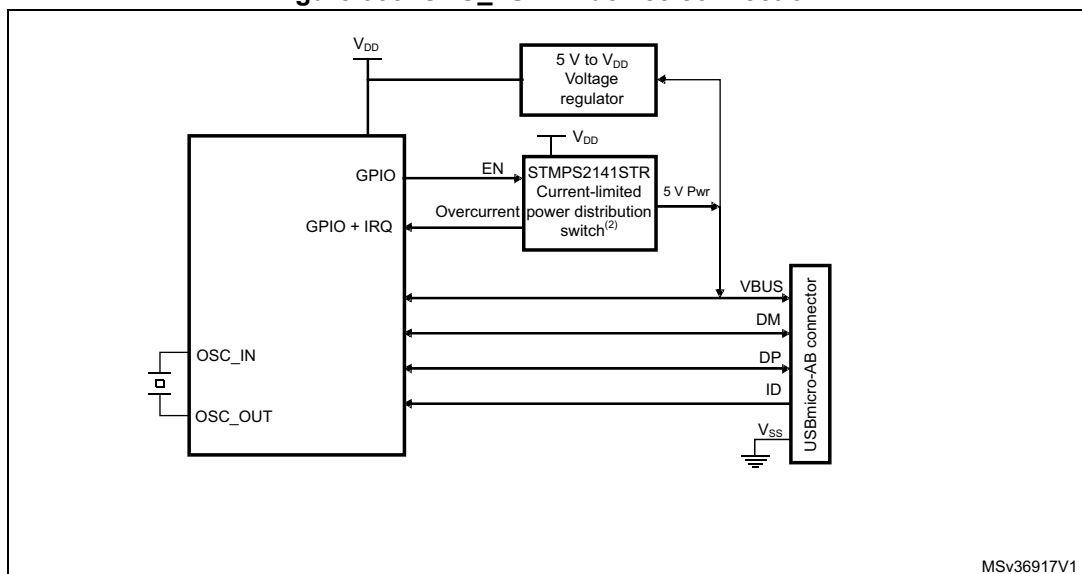 V_DD
5 V to V_DD
Voltage
regulator
V_DD
GPIO
EN
STMPS2141STR
Current-limited
5 V Pwr
Overcurrent
power distribution
GPIO + IRQ
switch(2)
VBUS
DM
DP
ID
V_SS
USBmicro-AB connector
OSC_IN
OSC_OUT
MSv36917V1